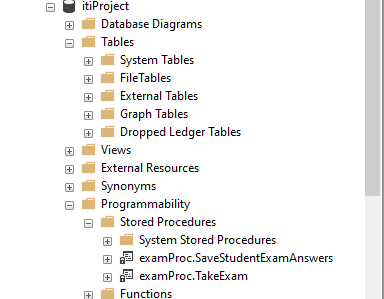 itiProject
Database Diagrams
Tables
System Tables
FileTables
External Tables
Graph Tables
Dropped Ledger Tables
Views
External Resources
Synonyms
Programmability
Stored Procedures
System Stored Procedures
examProc.SaveStudentExamAnswers
examProc.TakeExam
Functions